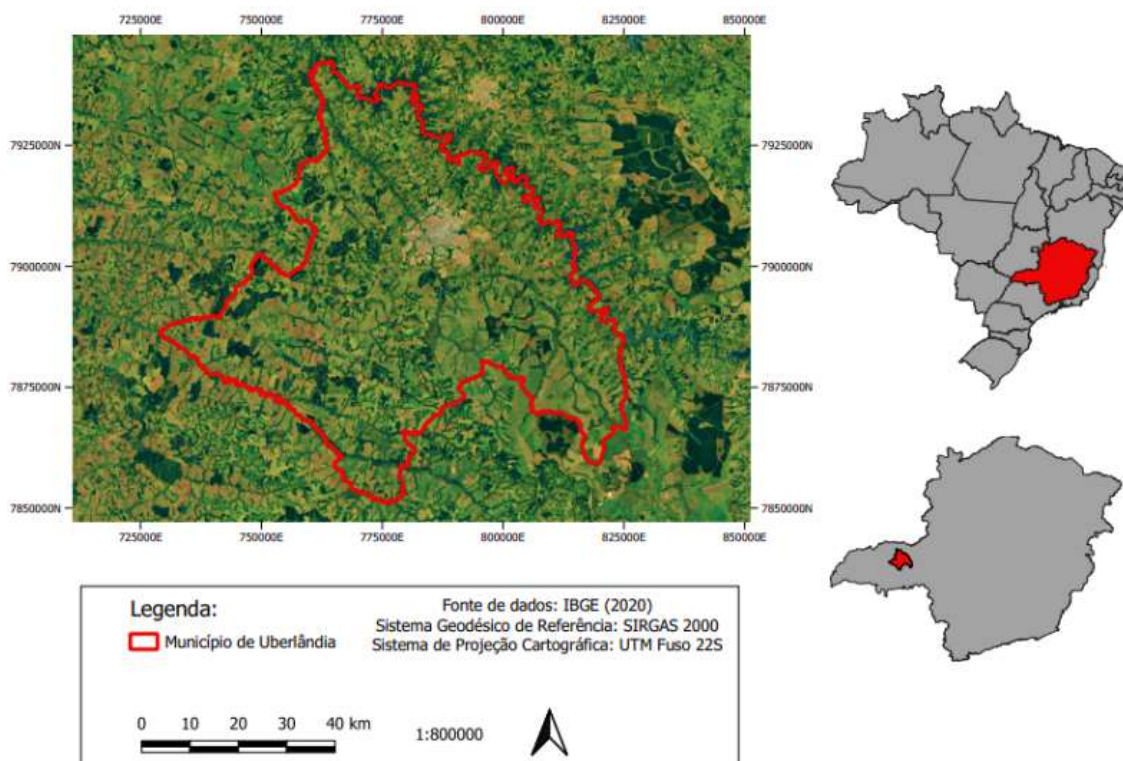 725000E 750000E 775000E 800000E 825000E 850000E
7925000N 7925000N
7900000N 7900000N
7875000N 7875000N
7850000N 7850000N
725000E 750000E 775000E 800000E 825000E 850000E
Legenda:
Município de Uberlândia
Fonte de dados: IBGE (2020)
Sistema Geodésico de Referência: SIRGAS 2000
Sistema de Projeção Cartográfica: UTM Fuso 22S
0 10 20 30 40 km
1:800000